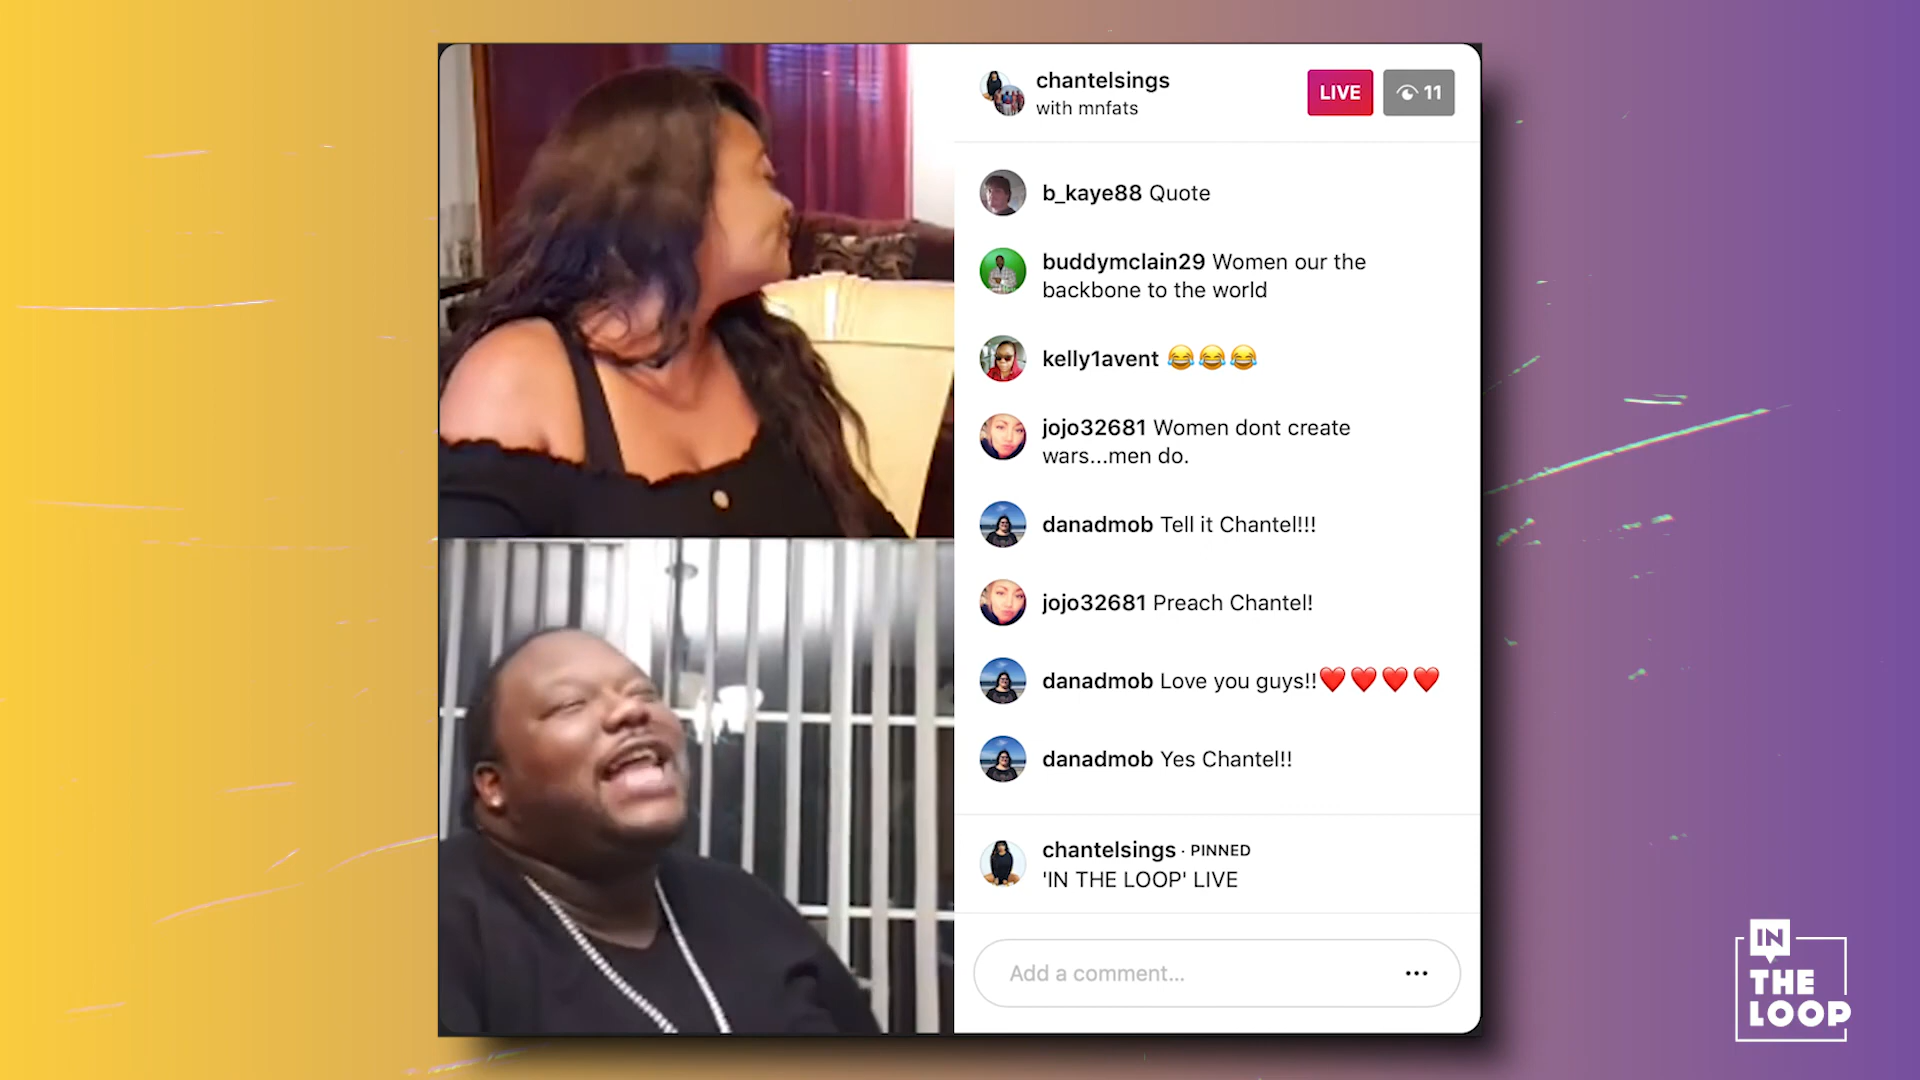 chantelsings
with mnfats
LIVE
11
b_kaye88 Quote
buddymclain29 Women our the
backbone to the world
kelly1avent 😂😂😂
jojo32681 Women dont create
wars...men do.
danadmob Tell it Chantel!!!
jojo32681 Preach Chantel!
danadmob Love you guys!!❤️❤️❤️❤️
danadmob Yes Chantel!!
chantelsings · PINNED
'IN THE LOOP' LIVE
Add a comment...
IN
THE
LOOP